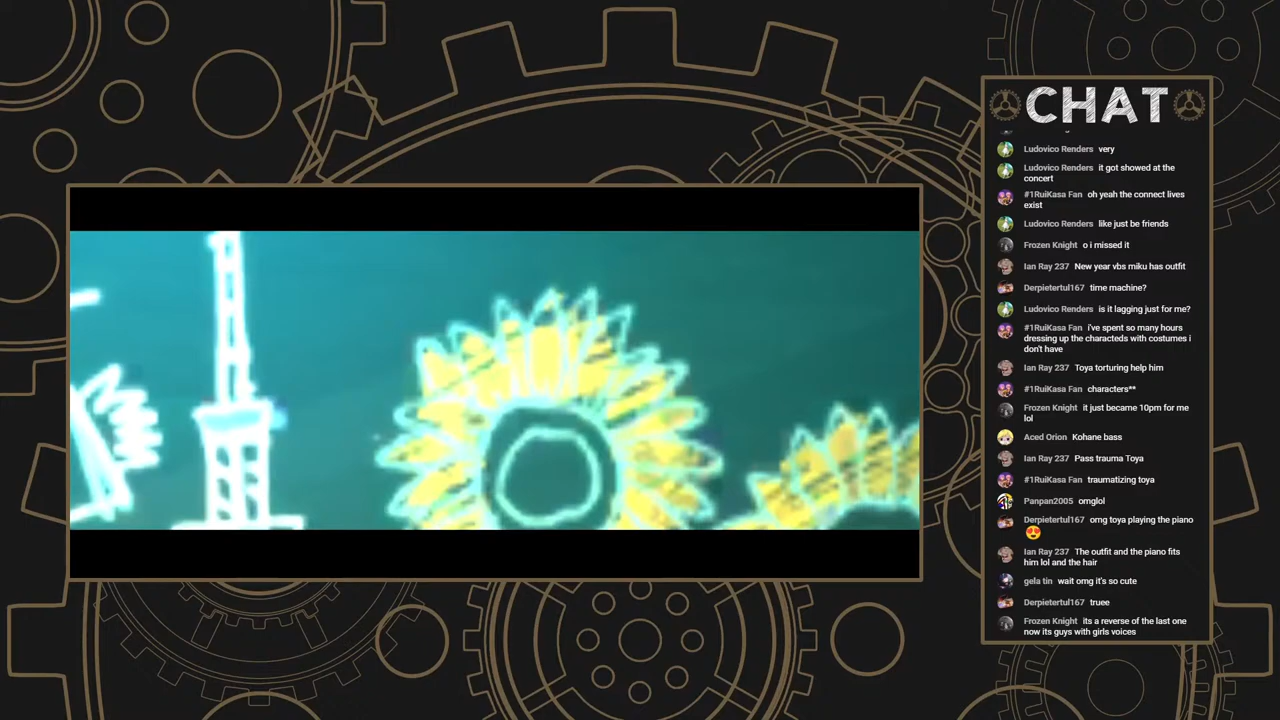 CHAT
Ludovico Renders very
Ludovico Renders it got showed at the
concert
#1RuiKasa Fan oh yeah the connect lives
exist
Ludovico Renders like just be friends
Frozen Knight o i missed it
Ian Ray 237 New year vbs miku has outfit
Derpietertul167 time machine?
Ludovico Renders is it lagging just for me?
#1RuiKasa Fan i've spent so many hours
dressing up the characteds with costumes i
don't have
Ian Ray 237 Toya torturing help him
#1RuiKasa Fan characters**
Frozen Knight it just became 10pm for me
lol
Aced Orion Kohane bass
Ian Ray 237 Pass trauma Toya
#1RuiKasa Fan traumatizing toya
Panpan2005 omglol
Derpietertul167 omg toya playing the piano
😍
Ian Ray 237 The outfit and the piano fits
him lol and the hair
gela tin wait omg it's so cute
Derpietertul167 truee
Frozen Knight its a reverse of the last one
now its guys with girls voices